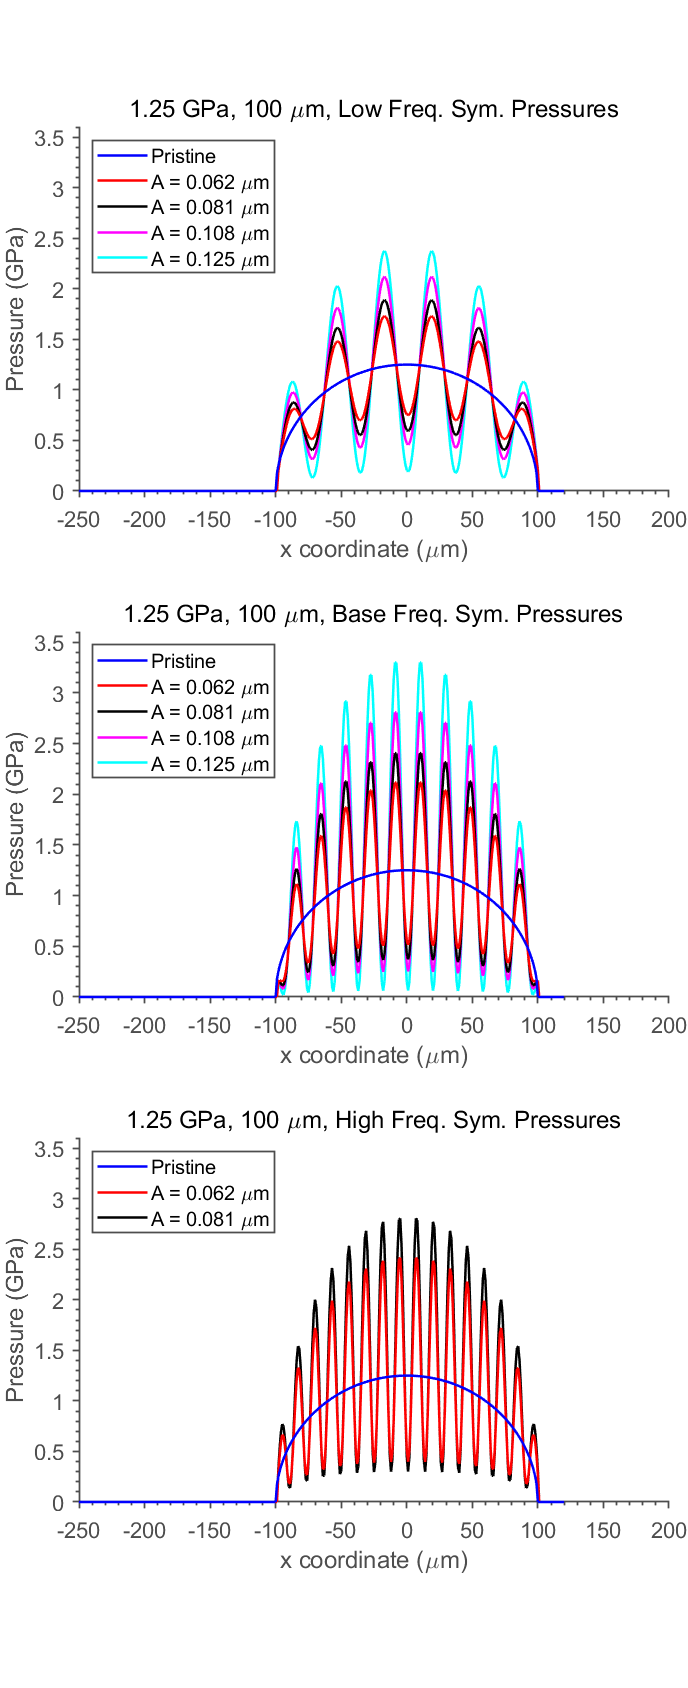 1.25 GPa, 100 μm, Low Freq. Sym. Pressures
Pristine
A = 0.062 μm
A = 0.081 μm
A = 0.108 μm
A = 0.125 μm
Pressure (GPa)
3.5
3
2.5
2
1.5
1
0.5
0
-250 -200 -150 -100 -50 0 50 100 150 200
x coordinate (μm)
1.25 GPa, 100 μm, Base Freq. Sym. Pressures
Pristine
A = 0.062 μm
A = 0.081 μm
A = 0.108 μm
A = 0.125 μm
Pressure (GPa)
3.5
3
2.5
2
1.5
1
0.5
0
-250 -200 -150 -100 -50 0 50 100 150 200
x coordinate (μm)
1.25 GPa, 100 μm, High Freq. Sym. Pressures
Pristine
A = 0.062 μm
A = 0.081 μm
Pressure (GPa)
3.5
3
2.5
2
1.5
1
0.5
0
-250 -200 -150 -100 -50 0 50 100 150 200
x coordinate (μm)